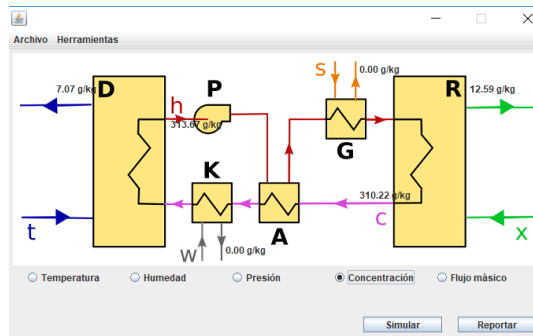 Archivo Herramientas
s 0.00 g/kg
7.07 g/kg D P R 12.59 g/kg
h
313.67 g/kg
G
K 310.22 g/kg
c
t w 0.00 g/kg A x
Temperatura Humedad Presión Concentración Flujo másico
Simular Reportar